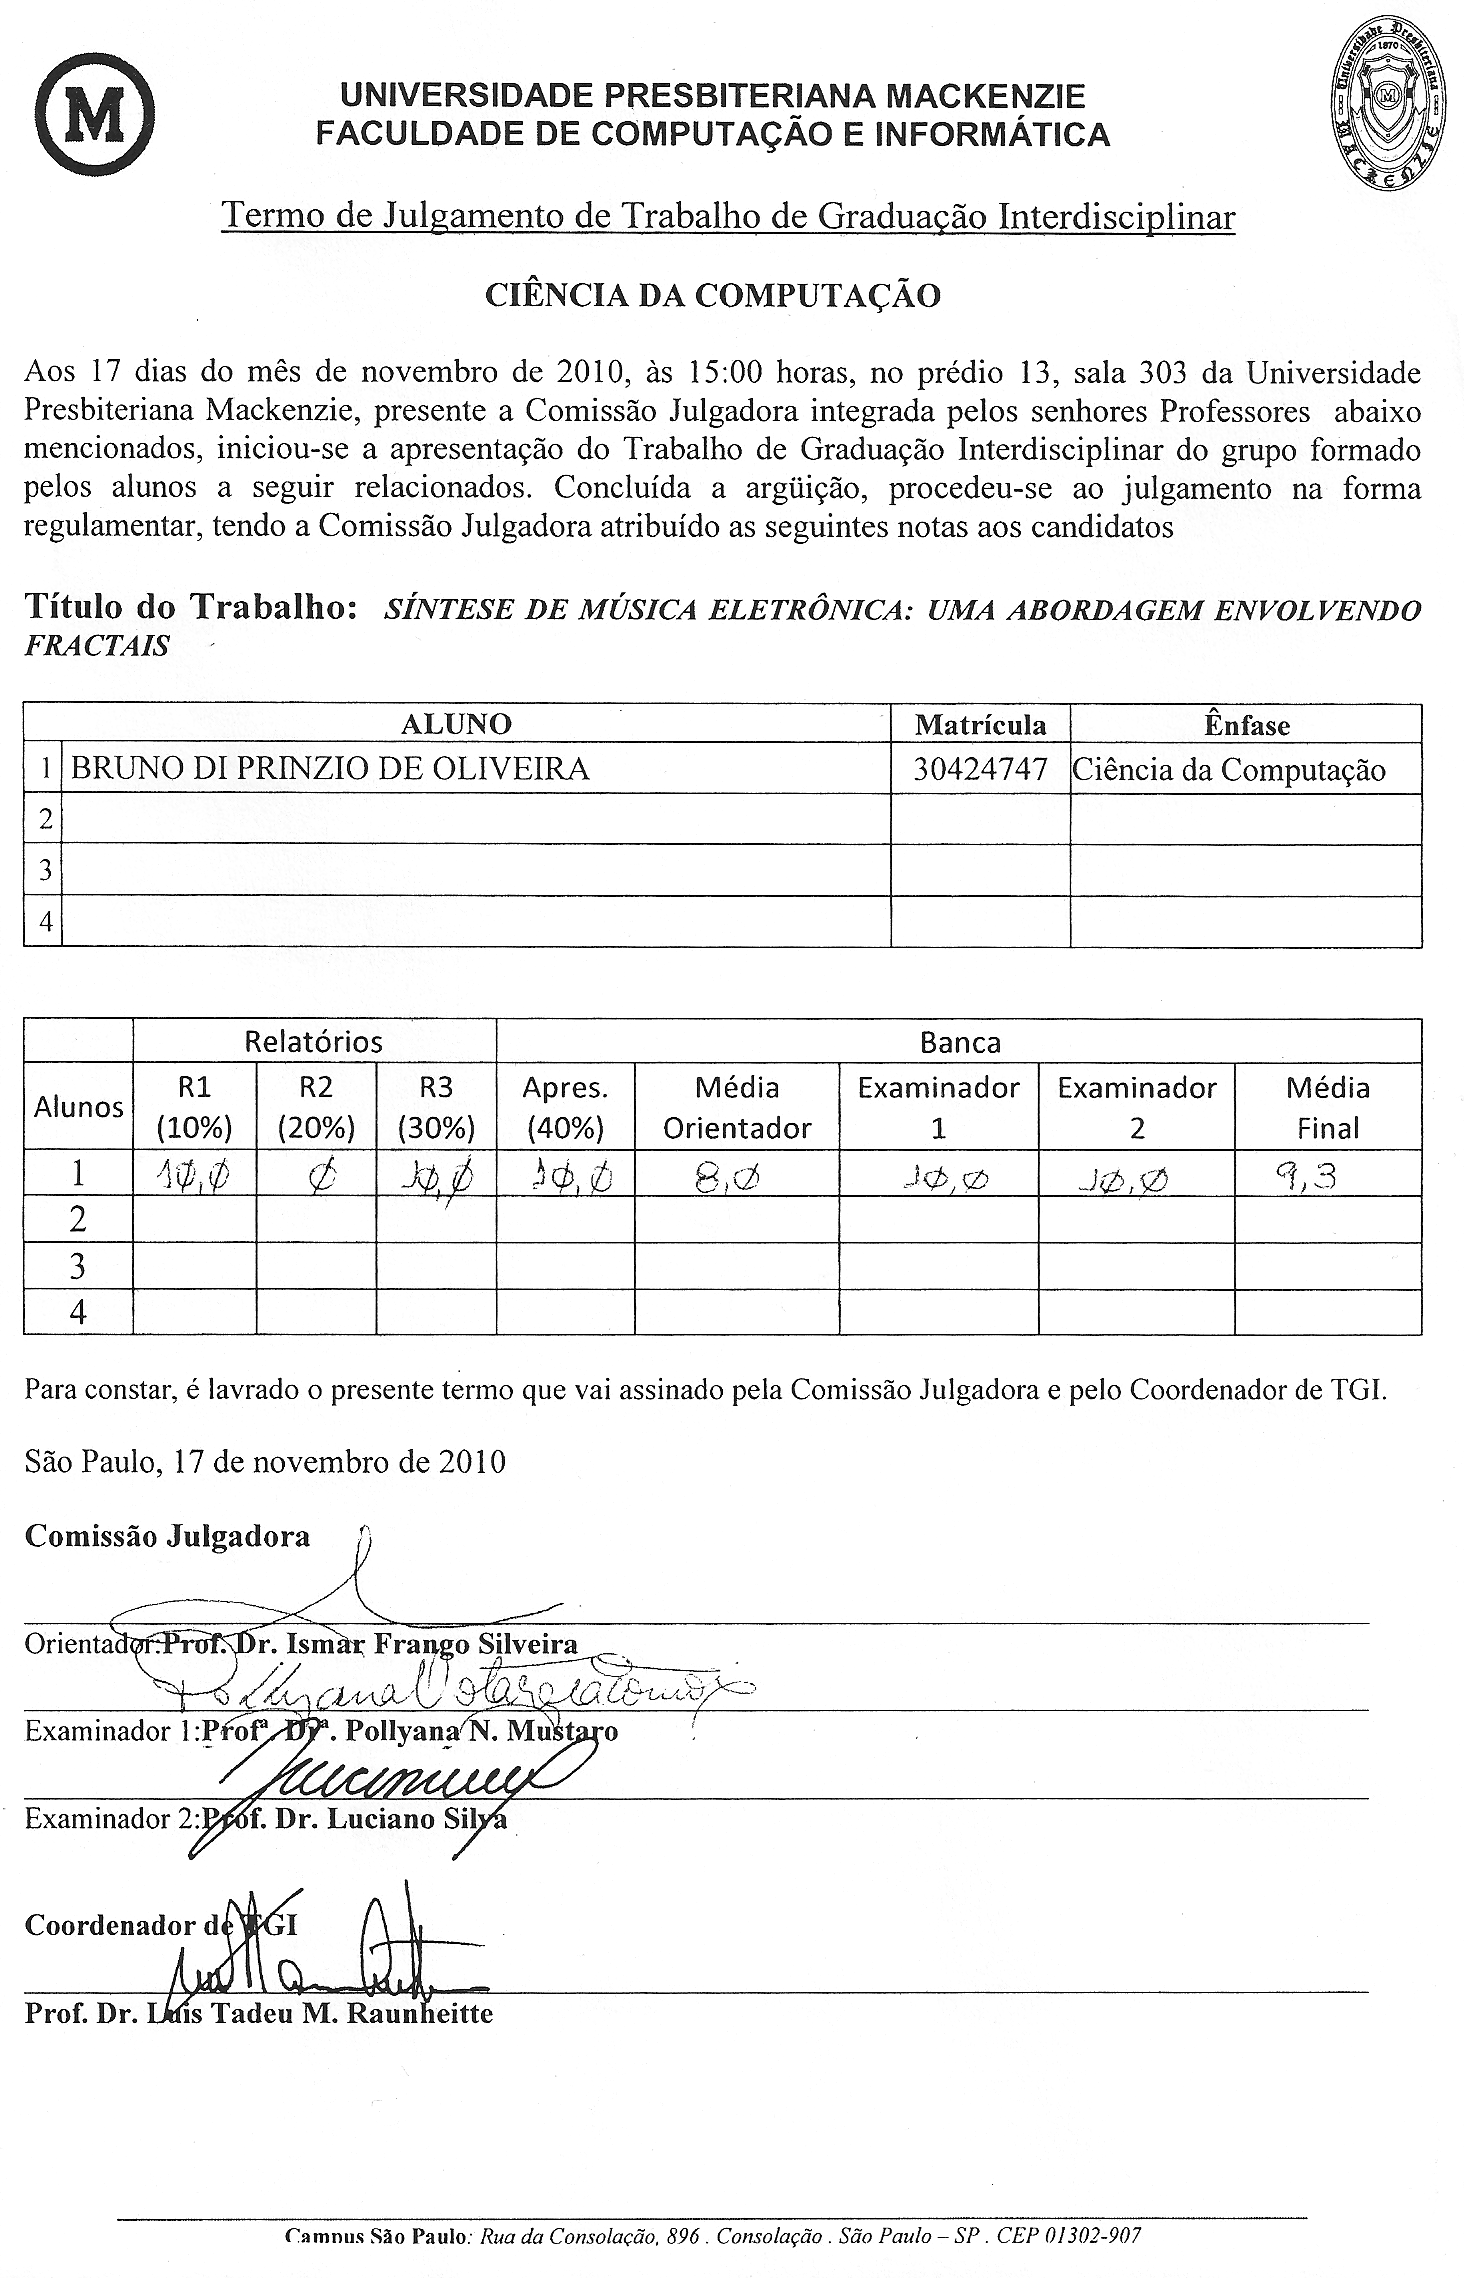 M
UNIVERSIDADE PRESBITERIANA MACKENZIE
FACULDADE DE COMPUTAÇÃO E INFORMÁTICA
Universidade Presbiteriana
1870
M
MACKENZIE
Termo de Julgamento de Trabalho de Graduação Interdisciplinar
CIÊNCIA DA COMPUTAÇÃO
Aos 17 dias do mês de novembro de 2010, às 15:00 horas, no prédio 13, sala 303 da Universidade
Presbiteriana Mackenzie, presente a Comissão Julgadora integrada pelos senhores Professores abaixo
mencionados, iniciou-se a apresentação do Trabalho de Graduação Interdisciplinar do grupo formado
pelos alunos a seguir relacionados. Concluída a argüição, procedeu-se ao julgamento na forma
regulamentar, tendo a Comissão Julgadora atribuído as seguintes notas aos candidatos
Título do Trabalho: SÍNTESE DE MÚSICA ELETRÔNICA: UMA ABORDAGEM ENVOLVENDO
FRACTAIS
ALUNO Matrícula Ênfase
1 BRUNO DI PRINZIO DE OLIVEIRA 30424747 Ciência da Computação
2
3
4
Relatórios Banca
Alunos R1 (10%) R2 (20%) R3 (30%) Apres. (40%) Média Orientador Examinador 1 Examinador 2 Média Final
1 10,0 0 10,0 10,0 8,0 10,0 10,0 9,3
2
3
4
Para constar, é lavrado o presente termo que vai assinado pela Comissão Julgadora e pelo Coordenador de TGI.
São Paulo, 17 de novembro de 2010
Comissão Julgadora
Orientador:Prof. Dr. Ismar Frango Silveira
Pollyana Notargiacomo
Examinador 1:Profª. Drª. Pollyana N. Mustaro
Examinador 2:Prof. Dr. Luciano Silva
Coordenador de TGI
Prof. Dr. Luis Tadeu M. Raunheitte
Campus São Paulo: Rua da Consolação, 896 . Consolação . São Paulo – SP . CEP 01302-907